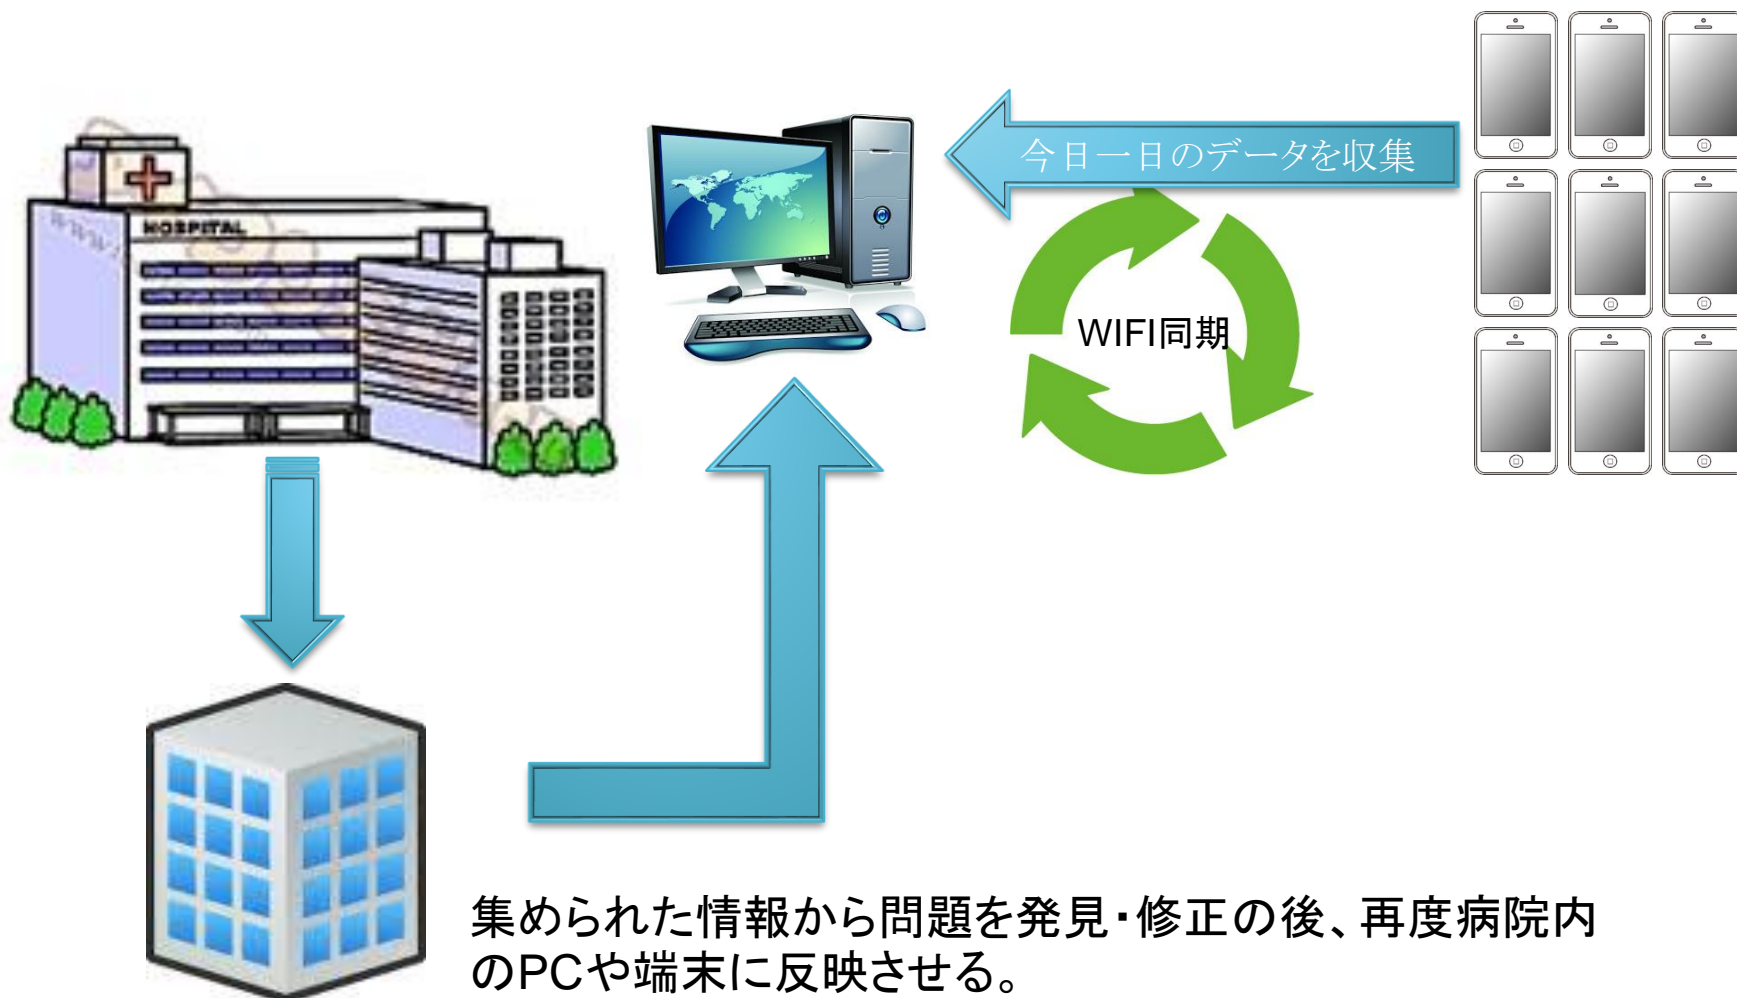 今日一日のデータを収集
HOSPITAL
WIFI同期
集められた情報から問題を発見・修正の後、再度病院内
のPCや端末に反映させる。